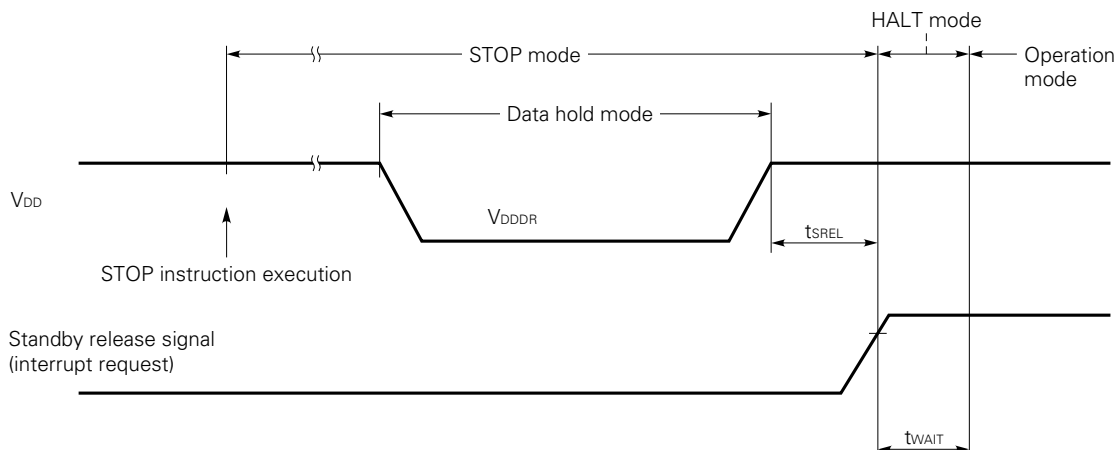 HALT mode
STOP mode
Operation
mode
Data hold mode
VDD
VDDDR
tSREL
STOP instruction execution
Standby release signal
(interrupt request)
tWAIT